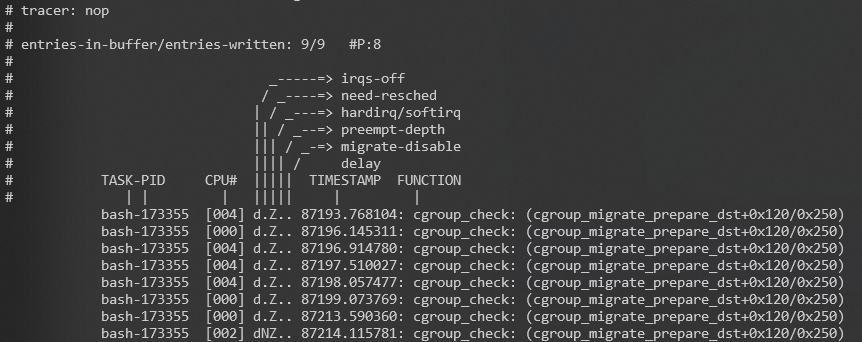 # tracer: nop
#
# entries-in-buffer/entries-written: 9/9   #P:8
#
#                                _-----=> irqs-off
#                               / _----=> need-resched
#                              | / _---=> hardirq/softirq
#                              || / _--=> preempt-depth
#                              ||| / _-=> migrate-disable
#                              |||| /     delay
#           TASK-PID     CPU#  |||||  TIMESTAMP  FUNCTION
#              | |         |   |||||     |         |
            bash-173355  [004] d.Z.. 87193.768104: cgroup_check: (cgroup_migrate_prepare_dst+0x120/0x250)
            bash-173355  [000] d.Z.. 87196.145311: cgroup_check: (cgroup_migrate_prepare_dst+0x120/0x250)
            bash-173355  [004] d.Z.. 87196.914780: cgroup_check: (cgroup_migrate_prepare_dst+0x120/0x250)
            bash-173355  [004] d.Z.. 87197.510027: cgroup_check: (cgroup_migrate_prepare_dst+0x120/0x250)
            bash-173355  [004] d.Z.. 87198.057477: cgroup_check: (cgroup_migrate_prepare_dst+0x120/0x250)
            bash-173355  [000] d.Z.. 87199.073769: cgroup_check: (cgroup_migrate_prepare_dst+0x120/0x250)
            bash-173355  [000] d.Z.. 87213.590360: cgroup_check: (cgroup_migrate_prepare_dst+0x120/0x250)
            bash-173355  [002] dNZ.. 87214.115781: cgroup_check: (cgroup_migrate_prepare_dst+0x120/0x250)